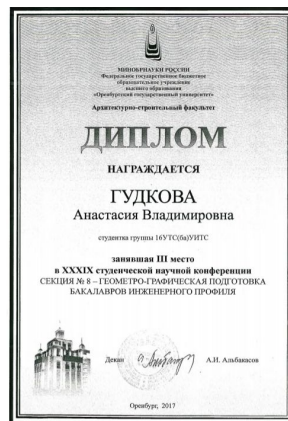 МИНОБРНАУКИ РОССИИ
Федеральное государственное бюджетное
образовательное учреждение
высшего образования
«Оренбургский государственный университет»
Архитектурно-строительный факультет
ДИПЛОМ
НАГРАЖДАЕТСЯ
ГУДКОВА
Анастасия Владимировна
студентка группы 16УТС(ба)УИТС
занявшая III место
в XXXIX студенческой научной конференции
СЕКЦИЯ № 8 – ГЕОМЕТРО-ГРАФИЧЕСКАЯ ПОДГОТОВКА
БАКАЛАВРОВ ИНЖЕНЕРНОГО ПРОФИЛЯ
Декан А.И. Альбакасов
Оренбург, 2017